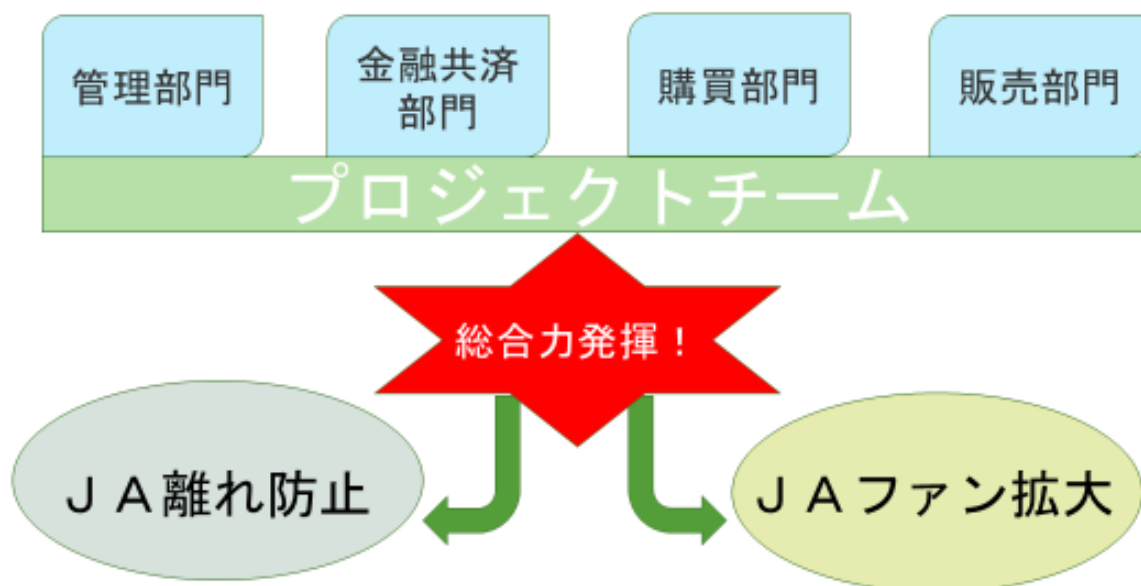 管理部門
金融共済
部門
購買部門
販売部門
プロジェクトチーム
総合力発揮！
ＪＡ離れ防止
ＪＡファン拡大